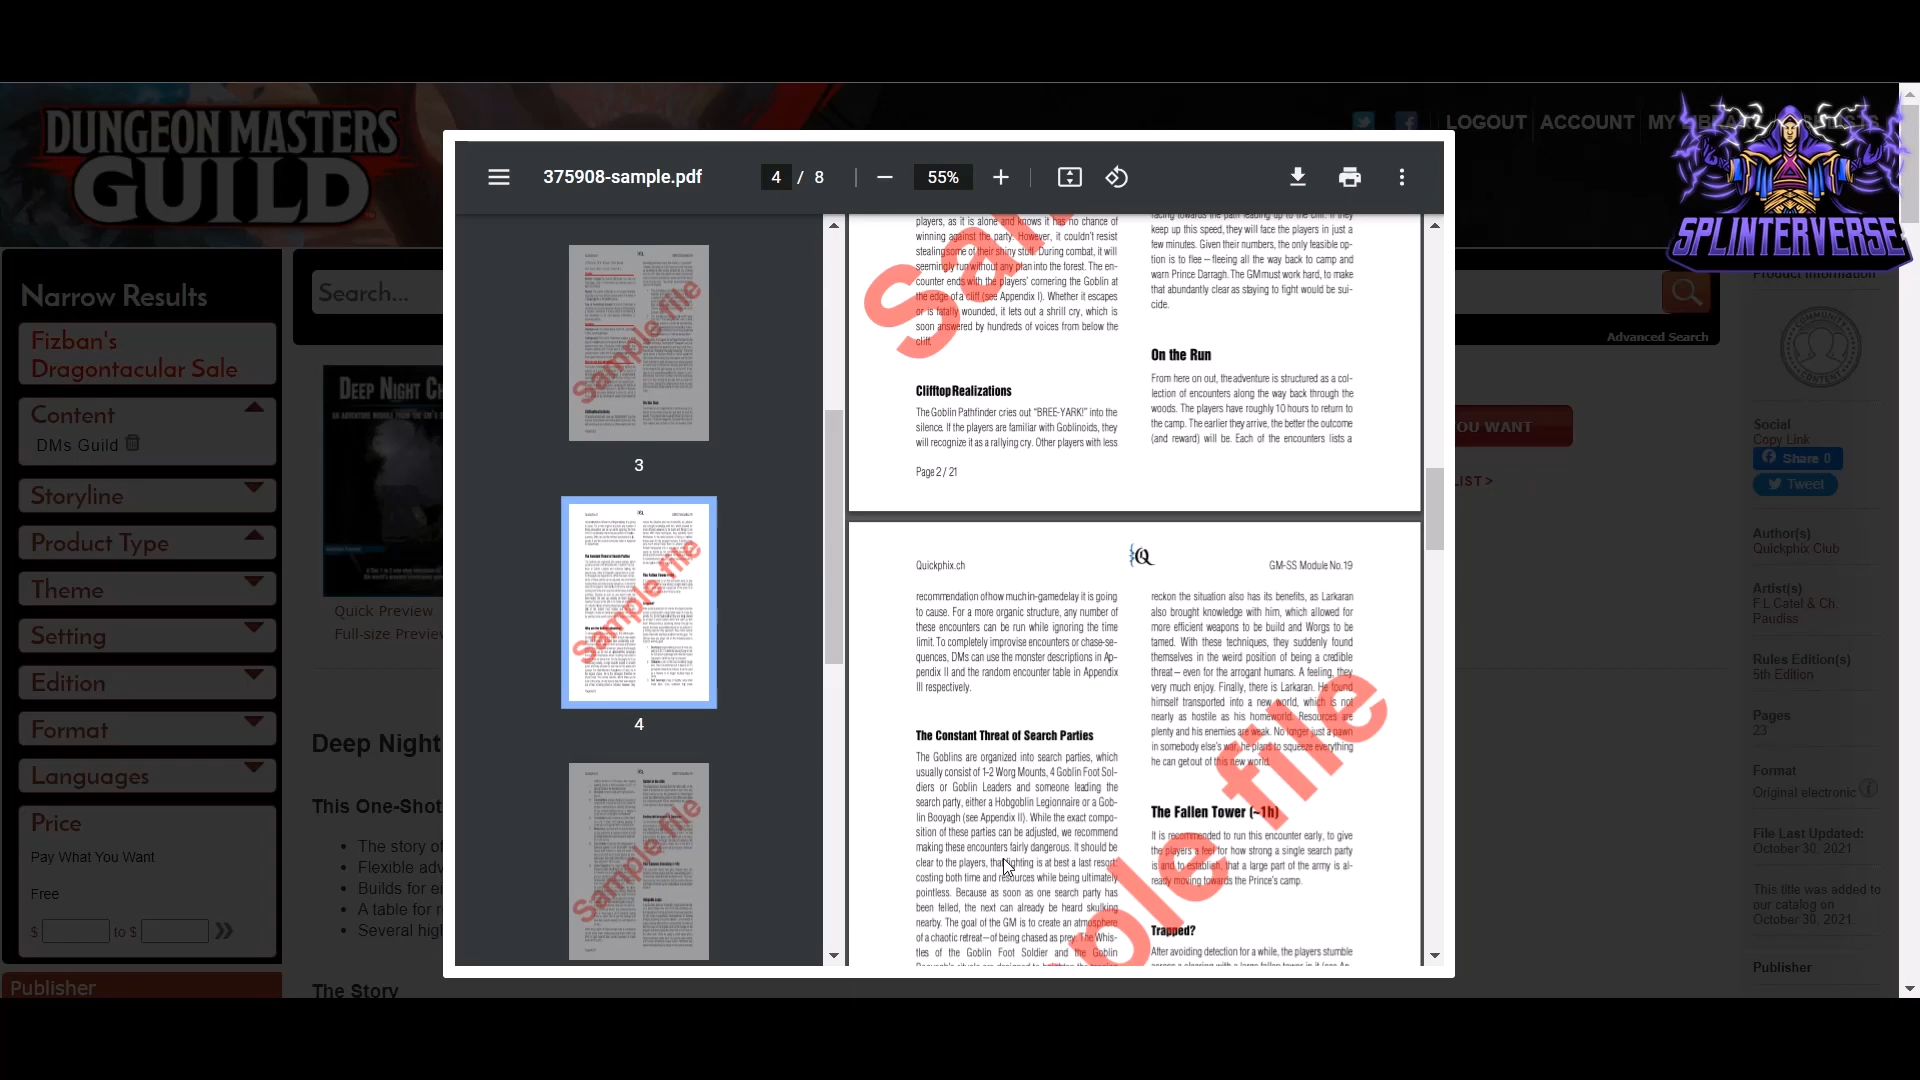 DUNGEON MASTERS
GUILD
LOGOUT
ACCOUNT
MY
SPLINTERVERSE
375908-sample.pdf
4 / 8
55%
Narrow Results
Fizban's
Dragontacular Sale
Content
DMs Guild
Storyline
Product Type
Theme
Setting
Edition
Format
Languages
Price
Pay What You Want
Free
$
to $
Publisher
Search...
Advanced Search
DEEP NIGHT
Quick Preview
Full-size Preview
Deep Night
This One-Shot
The story of
Flexible adv
Builds for e
A table for r
Several high
The Story
Sample file
3
Sample file
4
Sample file
players, as it is alone and knows it has no chance of
winning against the party. However, it couldn't resist
stealing some of their shiny stuff. During combat, it will
seemingly run without any plan into the forest. The en-
counter ends with the players' cornering the Goblin at
the edge of a cliff (see Appendix I). Whether it escapes
or is fatally wounded, it lets out a shrill cry, which is
soon answered by hundreds of voices from below the
cliff.
Clifftop Realizations
The Goblin Pathfinder cries out "BREE-YARK!" into the
silence. If the players are familiar with Goblinoids, they
will recognize it as a rallying cry. Other players with less
Page 2 / 21
facing towards the path leading up to the cliff. If they
keep up this speed, they will face the players in just a
few minutes. Given their numbers, the only feasible op-
tion is to flee – fleeing all the way back to camp and
warn Prince Darragh. The GM must work hard, to make
that abundantly clear as staying to fight would be sui-
cide.
On the Run
From here on out, the adventure is structured as a col-
lection of encounters along the way back through the
woods. The players have roughly 10 hours to return to
the camp. The earlier they arrive, the better the outcome
(and reward) will be. Each of the encounters lists a
Sam
Quickphix.ch
Q
GM-SS Module No.19
recommendation of how much in-game delay it is going
to cause. For a more organic structure, any number of
these encounters can be run while ignoring the time
limit. To completely improvise encounters or chase-se-
quences, DMs can use the monster descriptions in Ap-
pendix II and the random encounter table in Appendix
III respectively.
The Constant Threat of Search Parties
The Goblins are organized into search parties, which
usually consist of 1-2 Worg Mounts, 4 Goblin Foot Sol-
diers or Goblin Leaders and someone leading the
search party, either a Hobgoblin Legionnaire or a Gob-
lin Booyagh (see Appendix II). While the exact compo-
sition of these parties can be adjusted, we recommend
making these encounters fairly dangerous. It should be
clear to the players, that fighting is at best a last resort,
costing both time and resources while being ultimately
pointless. Because as soon as one search party has
been felled, the next can already be heard skulking
nearby. The goal of the GM is to create an atmosphere
of a chaotic retreat – of being chased as prey. The Whis-
tles of the Goblin Foot Soldier and the Goblin
reckon the situation also has its benefits, as Larkaran
also brought knowledge with him, which allowed for
more efficient weapons to be build and Worgs to be
tamed. With these techniques, they suddenly found
themselves in the weird position of being a credible
threat – even for the arrogant humans. A feeling, they
very much enjoy. Finally, there is Larkaran. He found
himself transported into a new world, which is not
nearly as hostile as his homeworld. Resources are
plenty and his enemies are weak. No longer just a pawn
in somebody else's war, he plans to squeeze everything
he can get out of this new world.
The Fallen Tower (~1h)
It is recommended to run this encounter early, to give
the players a feel for how strong a single search party
is and to establish, that a large part of the army is al-
ready moving towards the Prince's camp.
Trapped?
After avoiding detection for a while, the players stumble
ple file
YOU WANT
LIST >
Product Information
COMMUNITY
CONTENT
Social
Copy Link
Share 0
Tweet
Author(s)
Quickphix Club
Artist(s)
F.L Catel & Ch.
Paudiss
Rules Edition(s)
5th Edition
Pages
23
Format
Original electronic
File Last Updated:
October 30, 2021
This title was added to
our catalog on
October 30, 2021.
Publisher